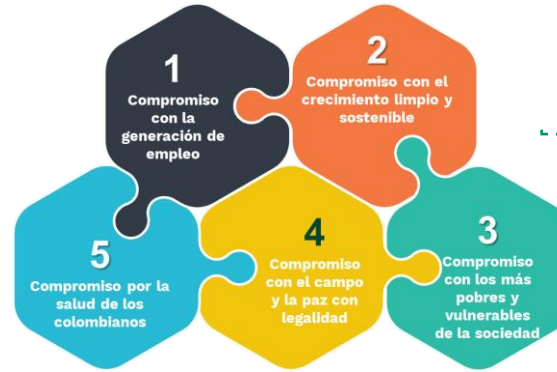 1
Compromiso
con la
generación de
empleo
2
Compromiso con el
crecimiento limpio y
sostenible
3
Compromiso
con los más
pobres y
vulnerables
de la sociedad
4
Compromiso
con el campo
y la paz con
legalidad
5
Compromiso por la
salud de los
colombianos